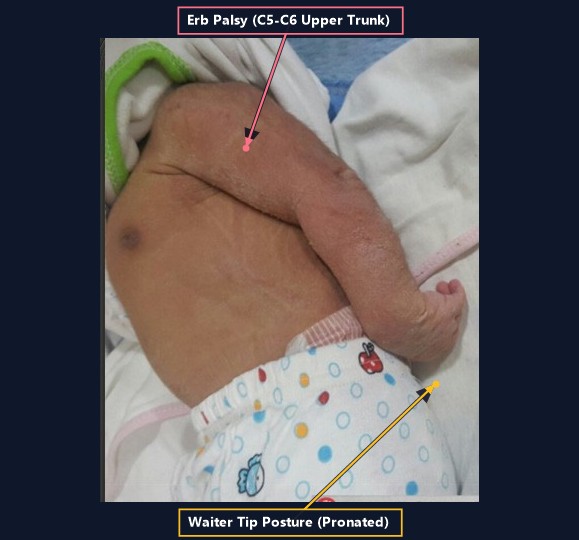 Erb Palsy (C5-C6 Upper Trunk)
Waiter Tip Posture (Pronated)